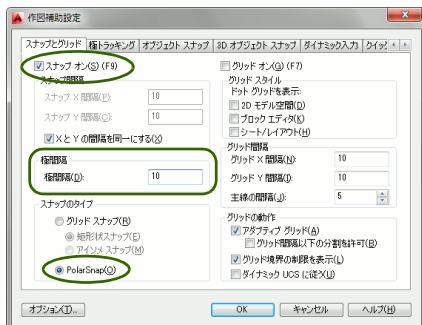 作図補助設定
スナップとグリッド 極トラッキング オブジェクト スナップ 3D オブジェクト スナップ ダイナミック入力 クイック
スナップ オン(S) (F9)
スナップ間隔
スナップ X 間隔(P): 10
スナップ Y 間隔(C): 10
X と Y の間隔を同一にする(X)
極間隔
極間隔(D): 10
スナップのタイプ
グリッド スナップ(R)
矩形状スナップ(E)
アイソメ スナップ(M)
PolarSnap(O)
グリッド オン(G) (F7)
グリッド スタイル
ドット グリッドを表示:
2D モデル空間(D)
ブロック エディタ(K)
シート/レイアウト(H)
グリッド間隔
グリッド X 間隔(N): 10
グリッド Y 間隔(I): 10
主線の間隔(J): 5
グリッドの動作
アダプティブ グリッド(A)
グリッド間隔以下の分割を許可(B)
グリッド境界の制限を表示(L)
ダイナミック UCS に従う(U)
オプション(T)... OK キャンセル ヘルプ(H)